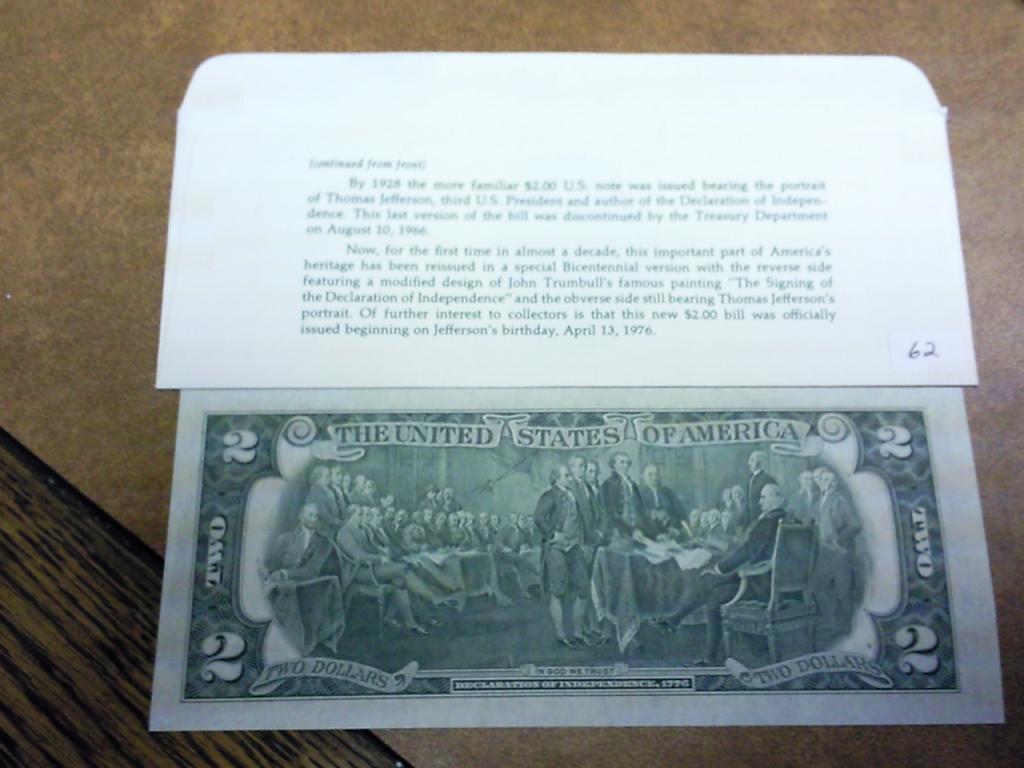 (continued from front)
By 1928 the more familiar $2.00 U.S. note was issued bearing the portrait
of Thomas Jefferson, third U.S. President and author of the Declaration of Indepen-
dence. This last version of the bill was discontinued by the Treasury Department
on August 10, 1966.
Now, for the first time in almost a decade, this important part of America's
heritage has been reissued in a special Bicentennial version with the reverse side
featuring a modified design of John Trumbull's famous painting "The Signing of
the Declaration of Independence" and the obverse side still bearing Thomas Jefferson's
portrait. Of further interest to collectors is that this new $2.00 bill was officially
issued beginning on Jefferson's birthday, April 13, 1976.
62
2 THE UNITED STATES OF AMERICA 2
TWO TWO
2 TWO DOLLARS IN GOD WE TRUST TWO DOLLARS 2
DECLARATION OF INDEPENDENCE, 1776